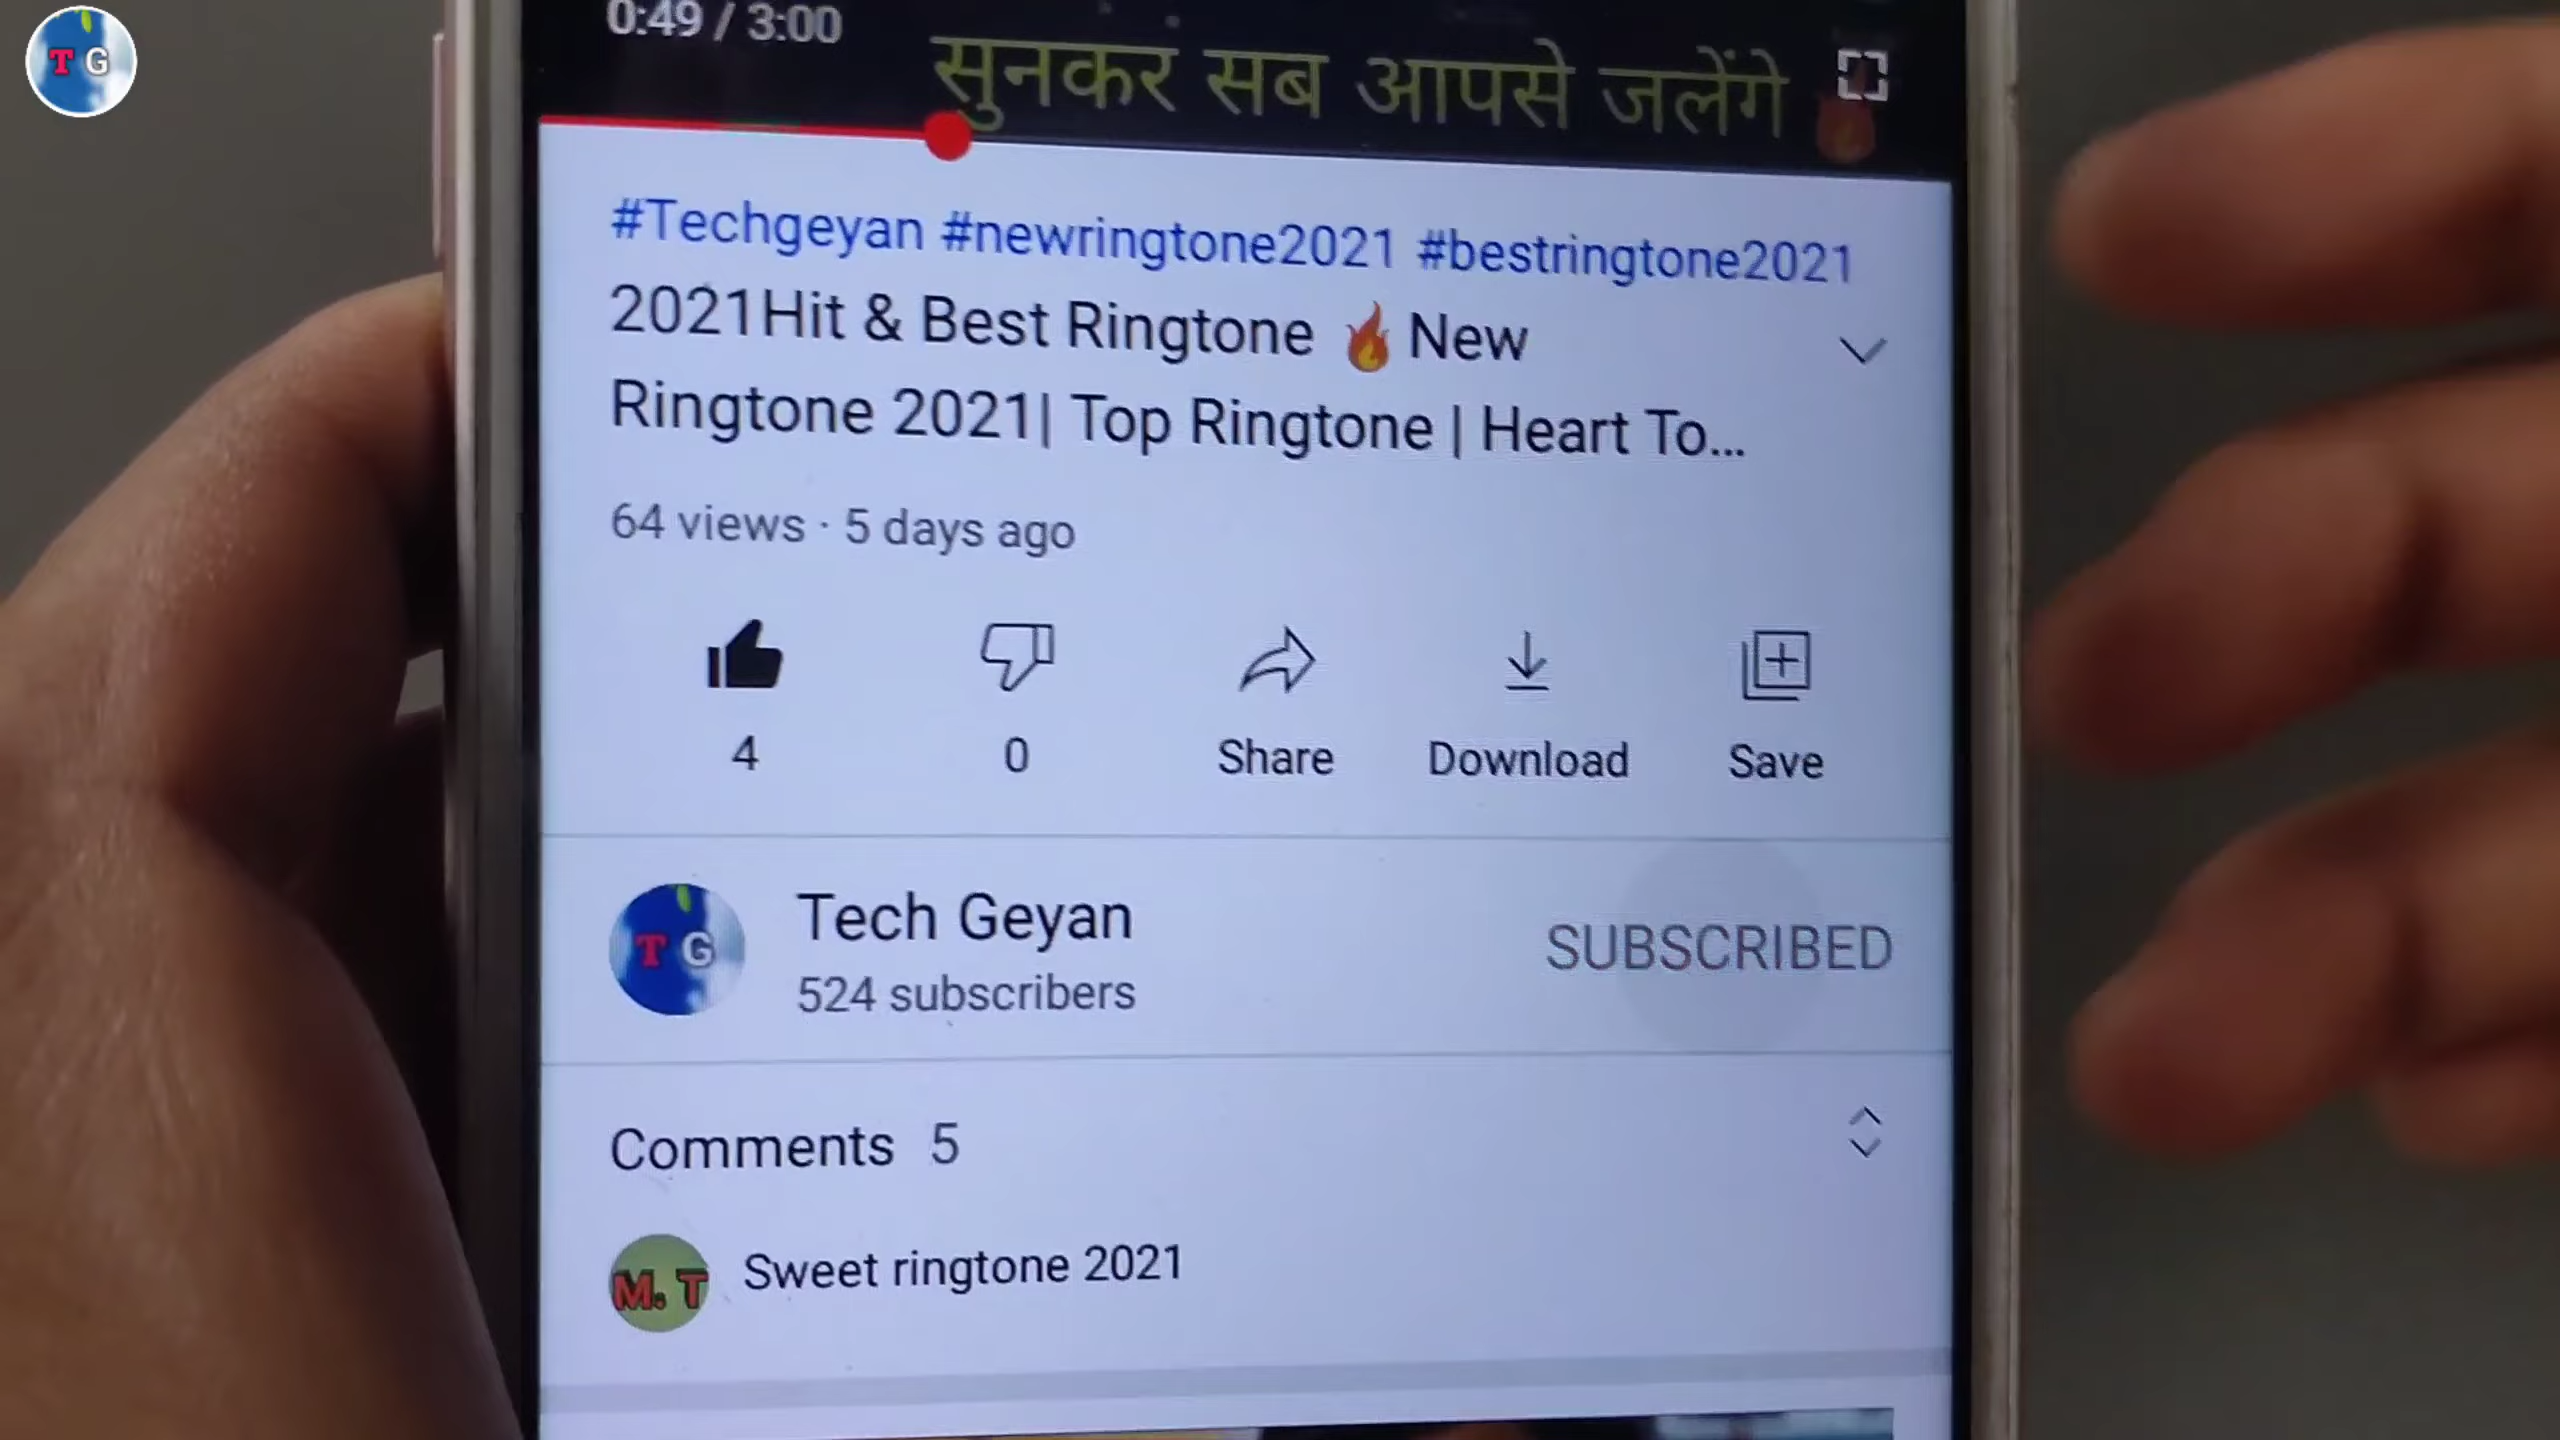 T G
0:49 / 3:00
सुनकर सब आपसे जलेंगे
#Techgeyan #newringtone2021 #bestringtone2021
2021Hit & Best Ringtone 🔥 New
Ringtone 2021| Top Ringtone | Heart To...
64 views · 5 days ago
4 0 Share Download Save
T G
Tech Geyan
SUBSCRIBED
524 subscribers
Comments 5
M. T Sweet ringtone 2021